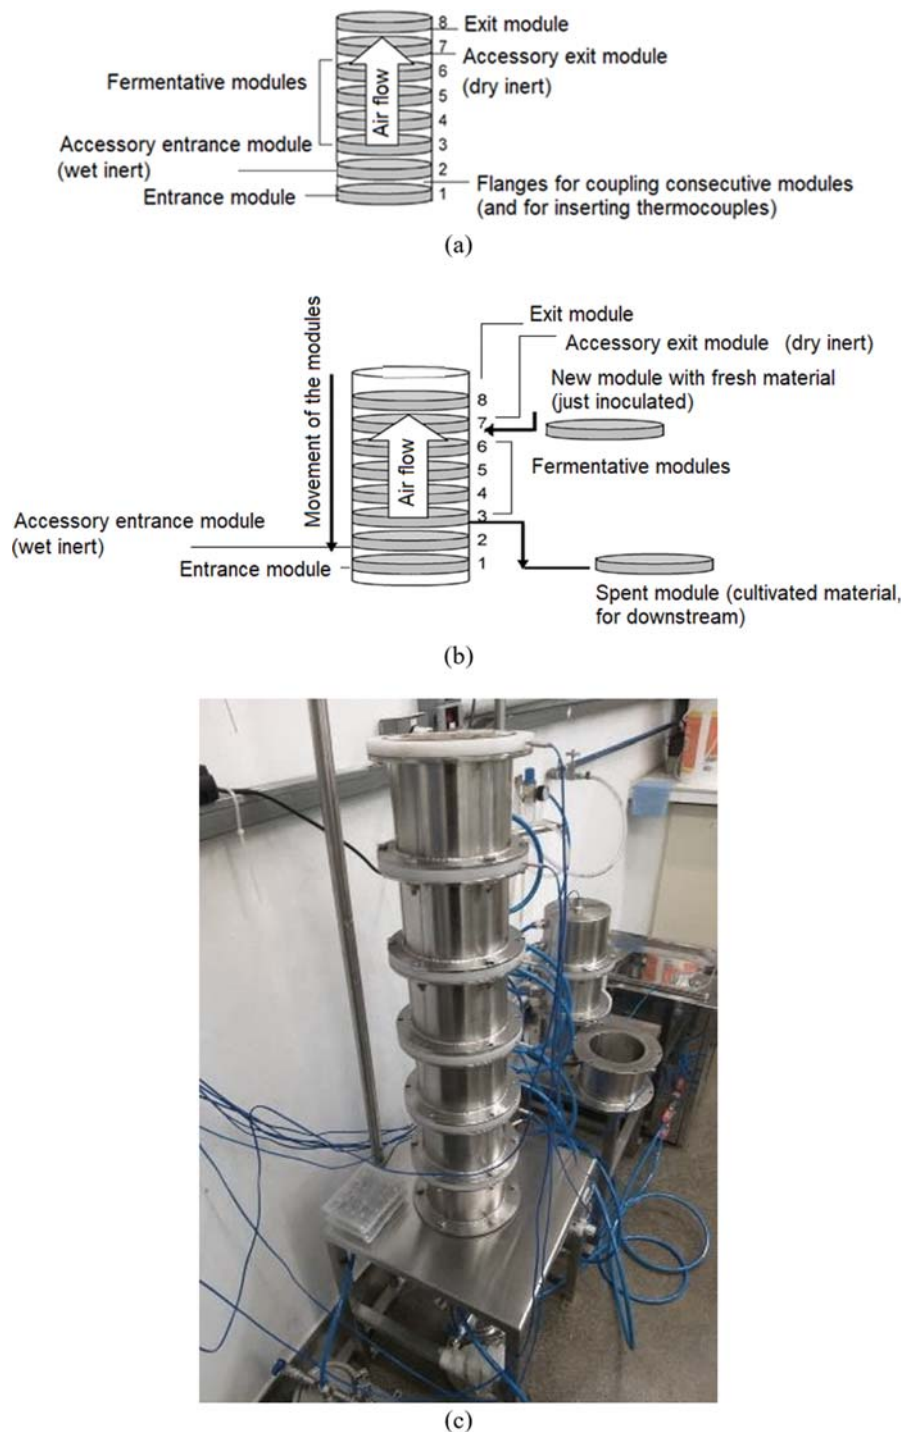 8
Exit module
7
Accessory exit module
(dry inert)
Fermentative modules
6
5
4
Air flow
Accessory entrance module
(wet inert)
3
2
Flanges for coupling consecutive modules
(and for inserting thermocouples)
Entrance module
1
(a)
Movement of the modules
Exit module
Accessory exit module (dry inert)
New module with fresh material
(just inoculated)
8
7
6
5
4
3
2
1
Air flow
Fermentative modules
Accessory entrance module
(wet inert)
Entrance module
Spent module (cultivated material,
for downstream)
(b)
(c)